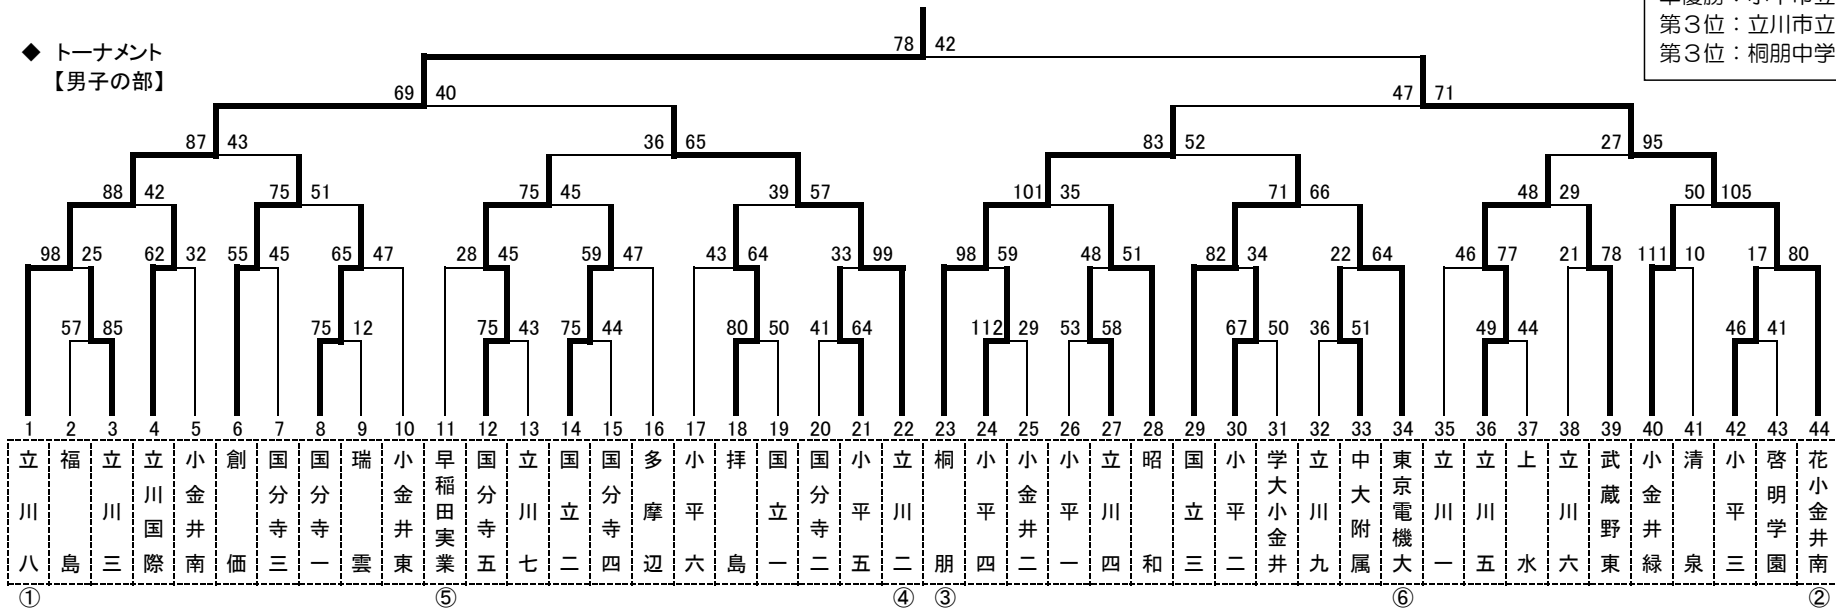 準優勝：小平市立
第３位：立川市立
第３位：桐朋中学
◆ トーナメント
【男子の部】
78 42
69 40 47 71
87 43 36 65 83 52 27 95
88 42 75 51 75 45 39 57 101 35 71 66 48 29 50 105
98 25 62 32 55 45 65 47 28 45 59 47 43 64 33 99 98 59 48 51 82 34 22 64 46 77 21 78 111 10 17 80
57 85 75 12 75 43 75 44 80 50 41 64 112 29 53 58 67 50 36 51 49 44 46 41
1 2 3 4 5 6 7 8 9 10 11 12 13 14 15 16 17 18 19 20 21 22 23 24 25 26 27 28 29 30 31 32 33 34 35 36 37 38 39 40 41 42 43 44
立川八
福島
立川三
立川国際
小金井南
創価
国分寺三
国分寺一
瑞雲
小金井東
早稲田実業
国分寺五
立川七
国立二
国分寺四
多摩辺
小平六
拝島
国立一
国分寺二
小平五
立川二
桐朋
小平四
小金井二
小平一
立川四
昭和
国立三
小平二
学大小金井
立川九
中大附属
東京電機大
立川一
立川五
上水
立川六
武蔵野東
小金井緑
清泉
小平三
啓明学園
花小金井南
① ⑤ ④ ③ ⑥ ②